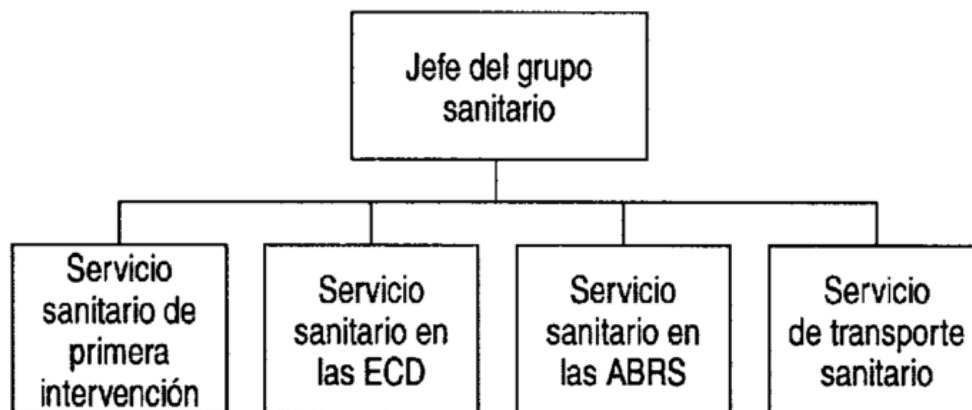 Jefe del grupo
sanitario
Servicio
sanitario de
primera
intervención
Servicio
sanitario en
las ECD
Servicio
sanitario en
las ABRS
Servicio
de transporte
sanitario